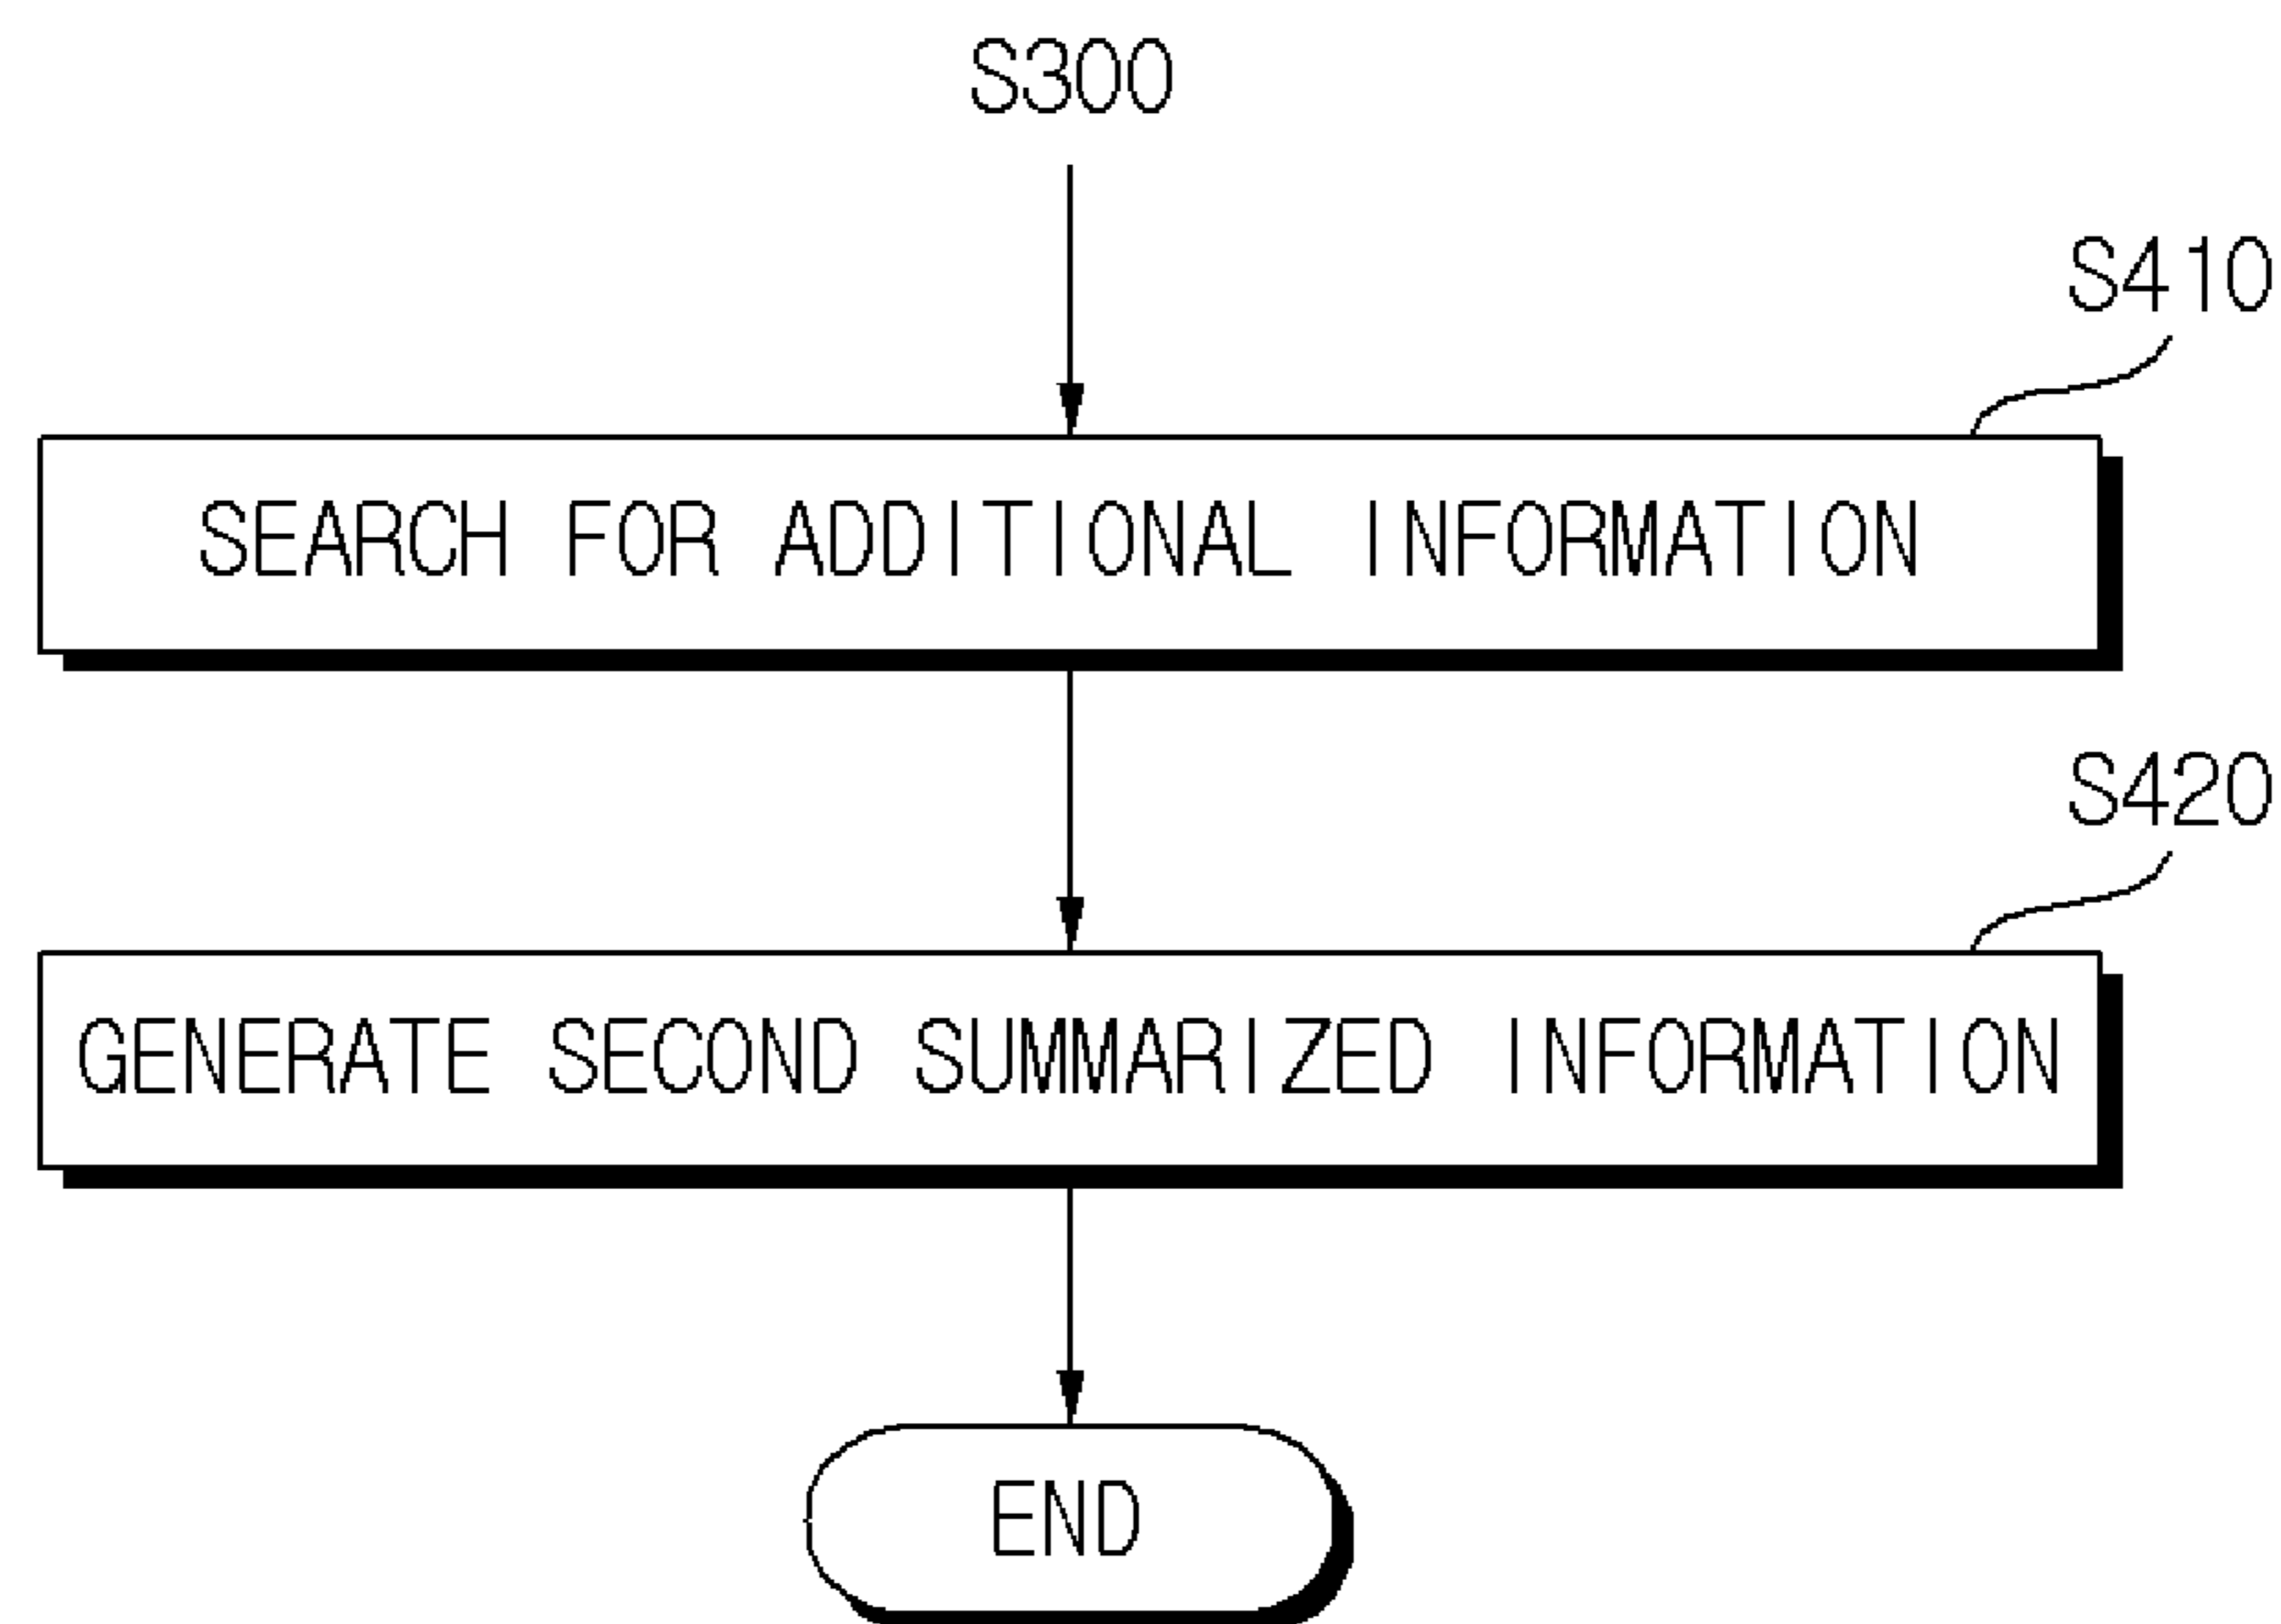 S300
S410
SEARCH FOR ADDITIONAL INFORMATION
S420
GENERATE SECOND SUMMARIZED INFORMATION
END